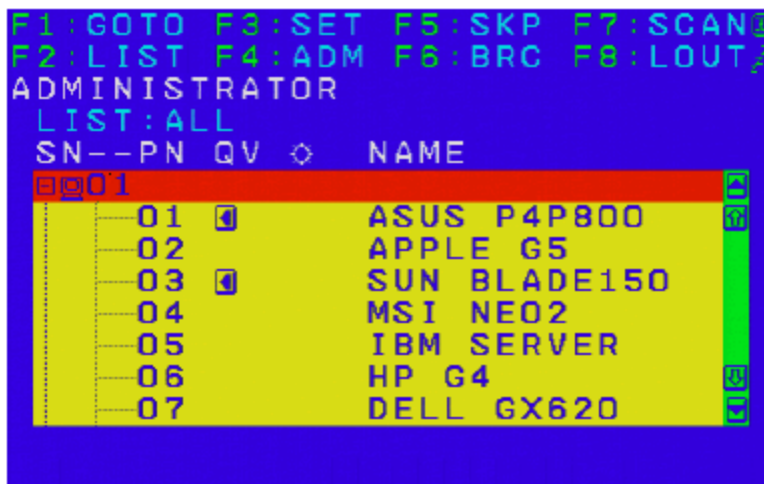 F1:GOTO F3:SET F5:SKP F7:SCAN
F2:LIST F4:ADM F6:BRC F8:LOUT
ADMINISTRATOR
LIST:ALL
SN--PN QV NAME
01
01 ASUS P4P800
02 APPLE G5
03 SUN BLADE150
04 MSI NEO2
05 IBM SERVER
06 HP G4
07 DELL GX620